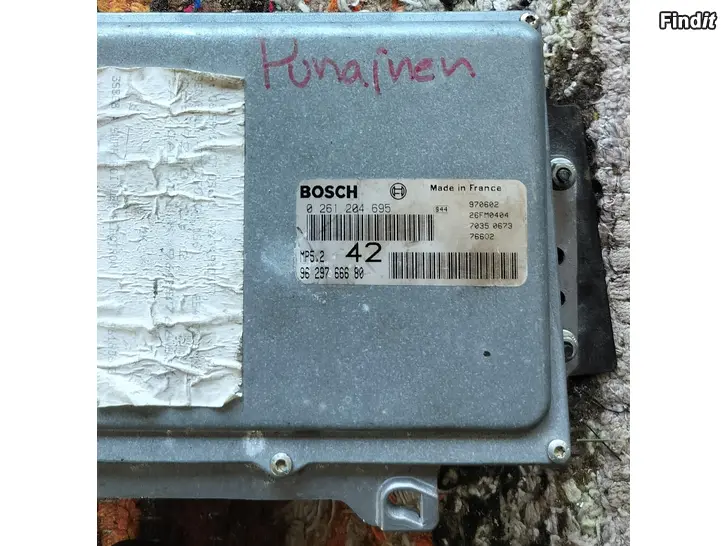 Findit
Punainen
BOSCH
Made in France
0 261 204 695
S44
970602
26FM0404
7035 0673
76602
MP5.2
42
96 297 666 80